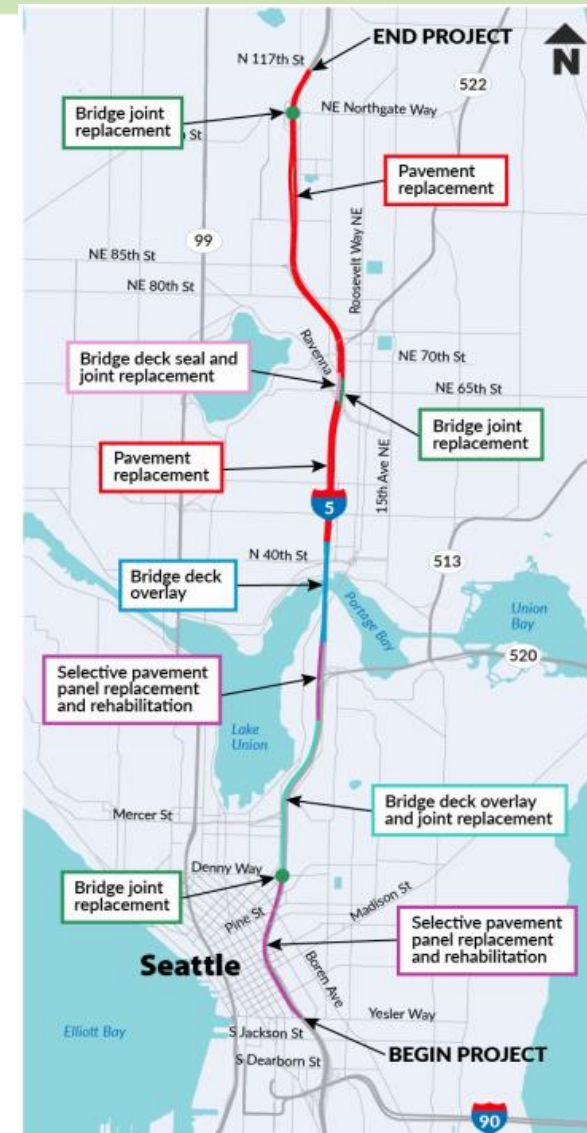 END PROJECT
N 117th St
N
522
Bridge joint
replacement
NE Northgate Way
St
Pavement
replacement
Roosevelt Way NE
99
NE 85th St
NE 80th St
Ravenna
Bridge deck seal and
joint replacement
NE 70th St
NE 65th St
Bridge joint
replacement
Pavement
replacement
15th Ave NE
5
N 40th St
513
Bridge deck
overlay
Portage Bay
Union
Bay
520
Selective pavement
panel replacement
and rehabilitation
Lake
Union
Mercer St
Bridge deck overlay
and joint replacement
Denny Way
Bridge joint
replacement
Pine St
Madison St
Selective pavement
panel replacement
and rehabilitation
Seattle
Boren Ave
Yesler Way
Elliott Bay
S Jackson St
BEGIN PROJECT
S Dearborn St
90